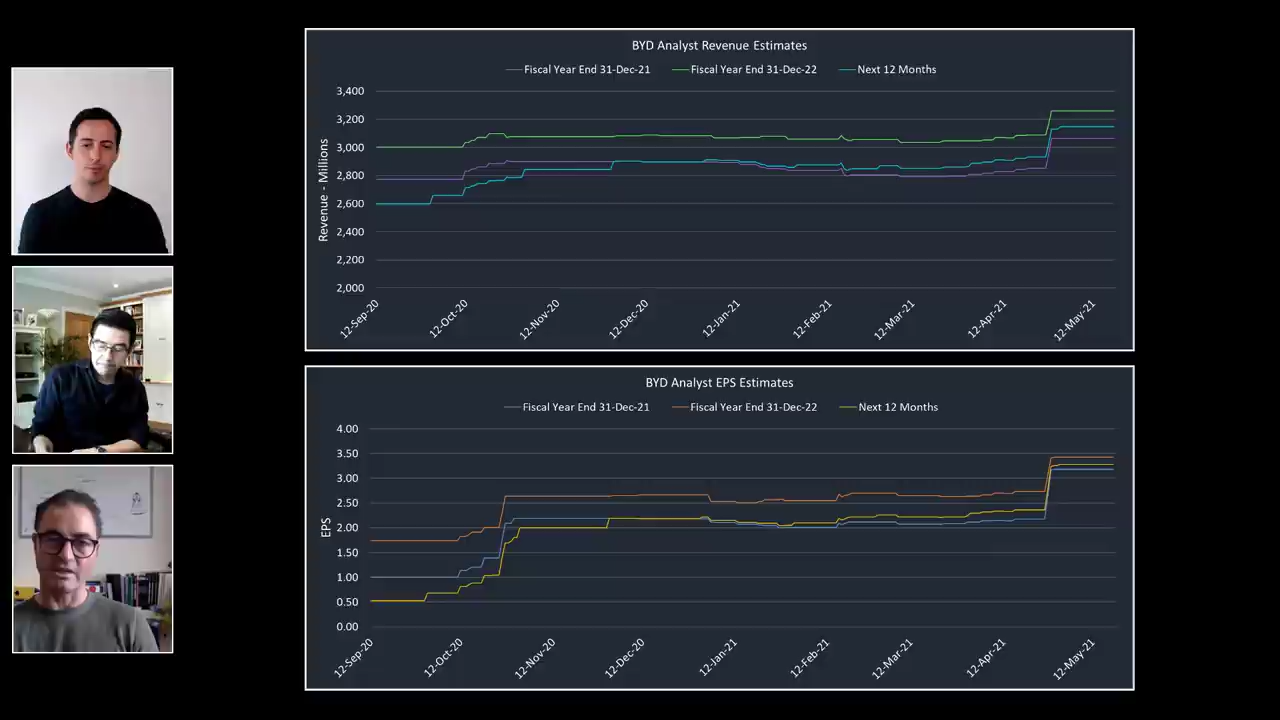 BYD Analyst Revenue Estimates
Fiscal Year End 31-Dec-21 Fiscal Year End 31-Dec-22 Next 12 Months
Revenue - Millions
3,400
3,200
3,000
2,800
2,600
2,400
2,200
2,000
12-Sep-20 12-Oct-20 12-Nov-20 12-Dec-20 12-Jan-21 12-Feb-21 12-Mar-21 12-Apr-21 12-May-21
BYD Analyst EPS Estimates
Fiscal Year End 31-Dec-21 Fiscal Year End 31-Dec-22 Next 12 Months
EPS
4.00
3.50
3.00
2.50
2.00
1.50
1.00
0.50
0.00
12-Sep-20 12-Oct-20 12-Nov-20 12-Dec-20 12-Jan-21 12-Feb-21 12-Mar-21 12-Apr-21 12-May-21